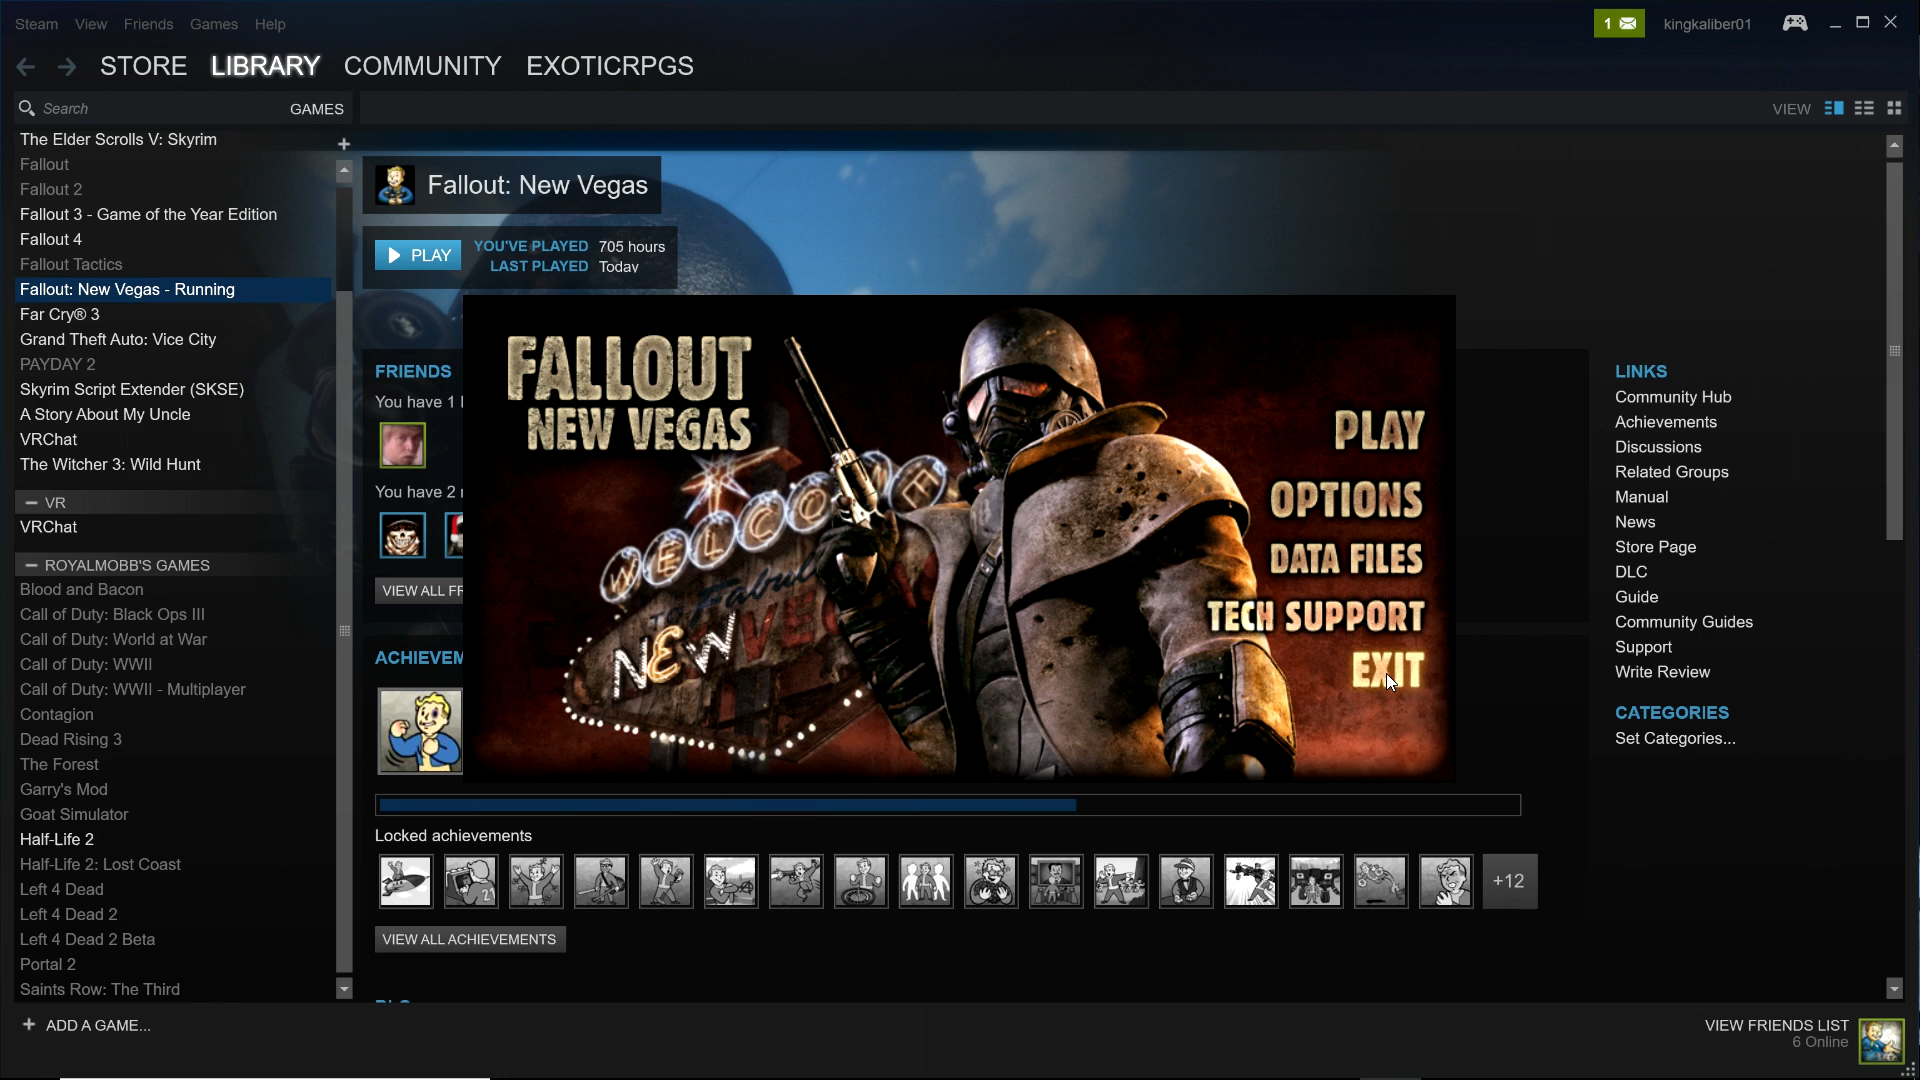 Steam View Friends Games Help
1 kingkaliber01
STORE LIBRARY COMMUNITY EXOTICRPGS
Search GAMES VIEW
The Elder Scrolls V: Skyrim
Fallout
Fallout 2
Fallout 3 - Game of the Year Edition
Fallout 4
Fallout Tactics
Fallout: New Vegas - Running
Far Cry® 3
Grand Theft Auto: Vice City
PAYDAY 2
Skyrim Script Extender (SKSE)
A Story About My Uncle
VRChat
The Witcher 3: Wild Hunt
VR
VRChat
ROYALMOBB'S GAMES
Blood and Bacon
Call of Duty: Black Ops III
Call of Duty: World at War
Call of Duty: WWII
Call of Duty: WWII - Multiplayer
Contagion
Dead Rising 3
The Forest
Garry's Mod
Goat Simulator
Half-Life 2
Half-Life 2: Lost Coast
Left 4 Dead
Left 4 Dead 2
Left 4 Dead 2 Beta
Portal 2
Saints Row: The Third
ADD A GAME...
Fallout: New Vegas
PLAY
YOU'VE PLAYED 705 hours
LAST PLAYED Today
FRIENDS
You have 1
You have 2
VIEW ALL FR
ACHIEVEM
FALLOUT
NEW VEGAS
WELCOME
to Fabul
NEW VE
PLAY
OPTIONS
DATA FILES
TECH SUPPORT
EXIT
Locked achievements
21
+12
VIEW ALL ACHIEVEMENTS
LINKS
Community Hub
Achievements
Discussions
Related Groups
Manual
News
Store Page
DLC
Guide
Community Guides
Support
Write Review
CATEGORIES
Set Categories...
VIEW FRIENDS LIST
6 Online